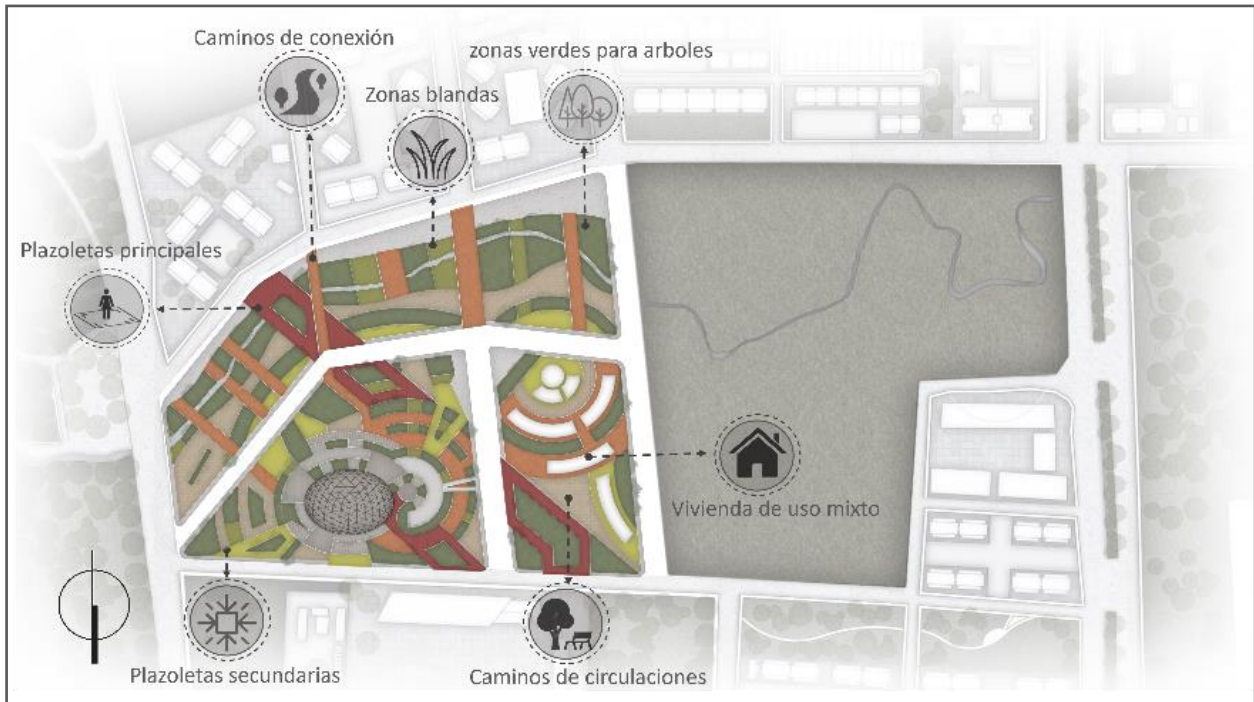 Caminos de conexión
zonas verdes para arboles
Zonas blandas
Plazoletas principales
Vivienda de uso mixto
Plazoletas secundarias
Caminos de circulaciones